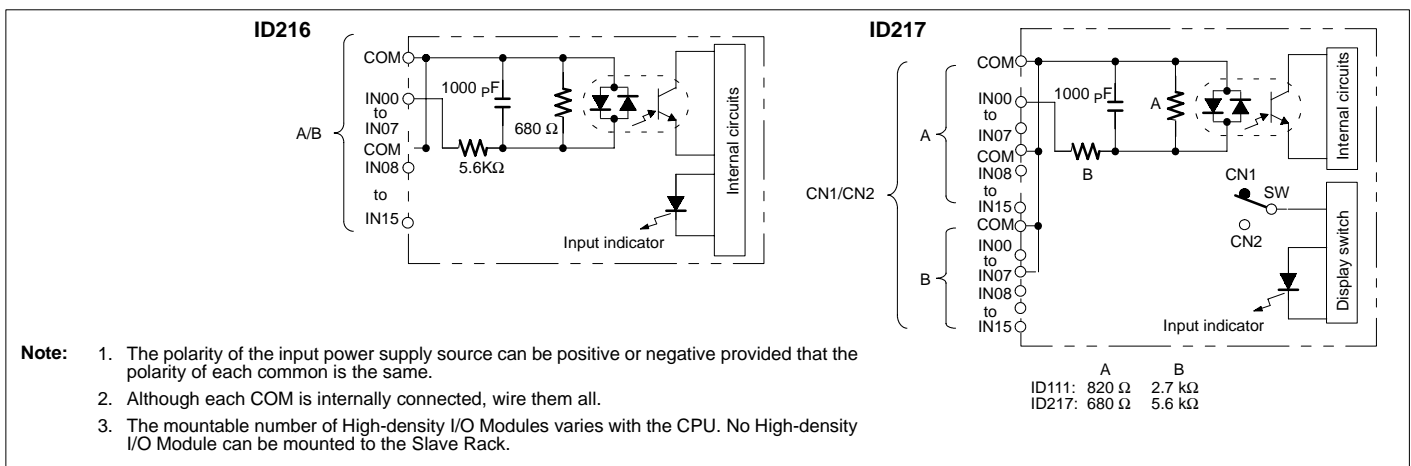 ID216
COM
IN00
to
IN07
COM
IN08
to
IN15
A/B
1000 pF
680 Ω
5.6KΩ
Internal circuits
Input indicator
ID217
COM
IN00
to
IN07
COM
IN08
to
IN15
COM
IN00
to
IN07
IN08
to
IN15
A
B
CN1/CN2
1000 pF
A
B
CN1
SW
CN2
Internal circuits
Display switch
Input indicator
A B
ID111: 820 Ω 2.7 kΩ
ID217: 680 Ω 5.6 kΩ
Note: 1. The polarity of the input power supply source can be positive or negative provided that the
polarity of each common is the same.
2. Although each COM is internally connected, wire them all.
3. The mountable number of High-density I/O Modules varies with the CPU. No High-density
I/O Module can be mounted to the Slave Rack.